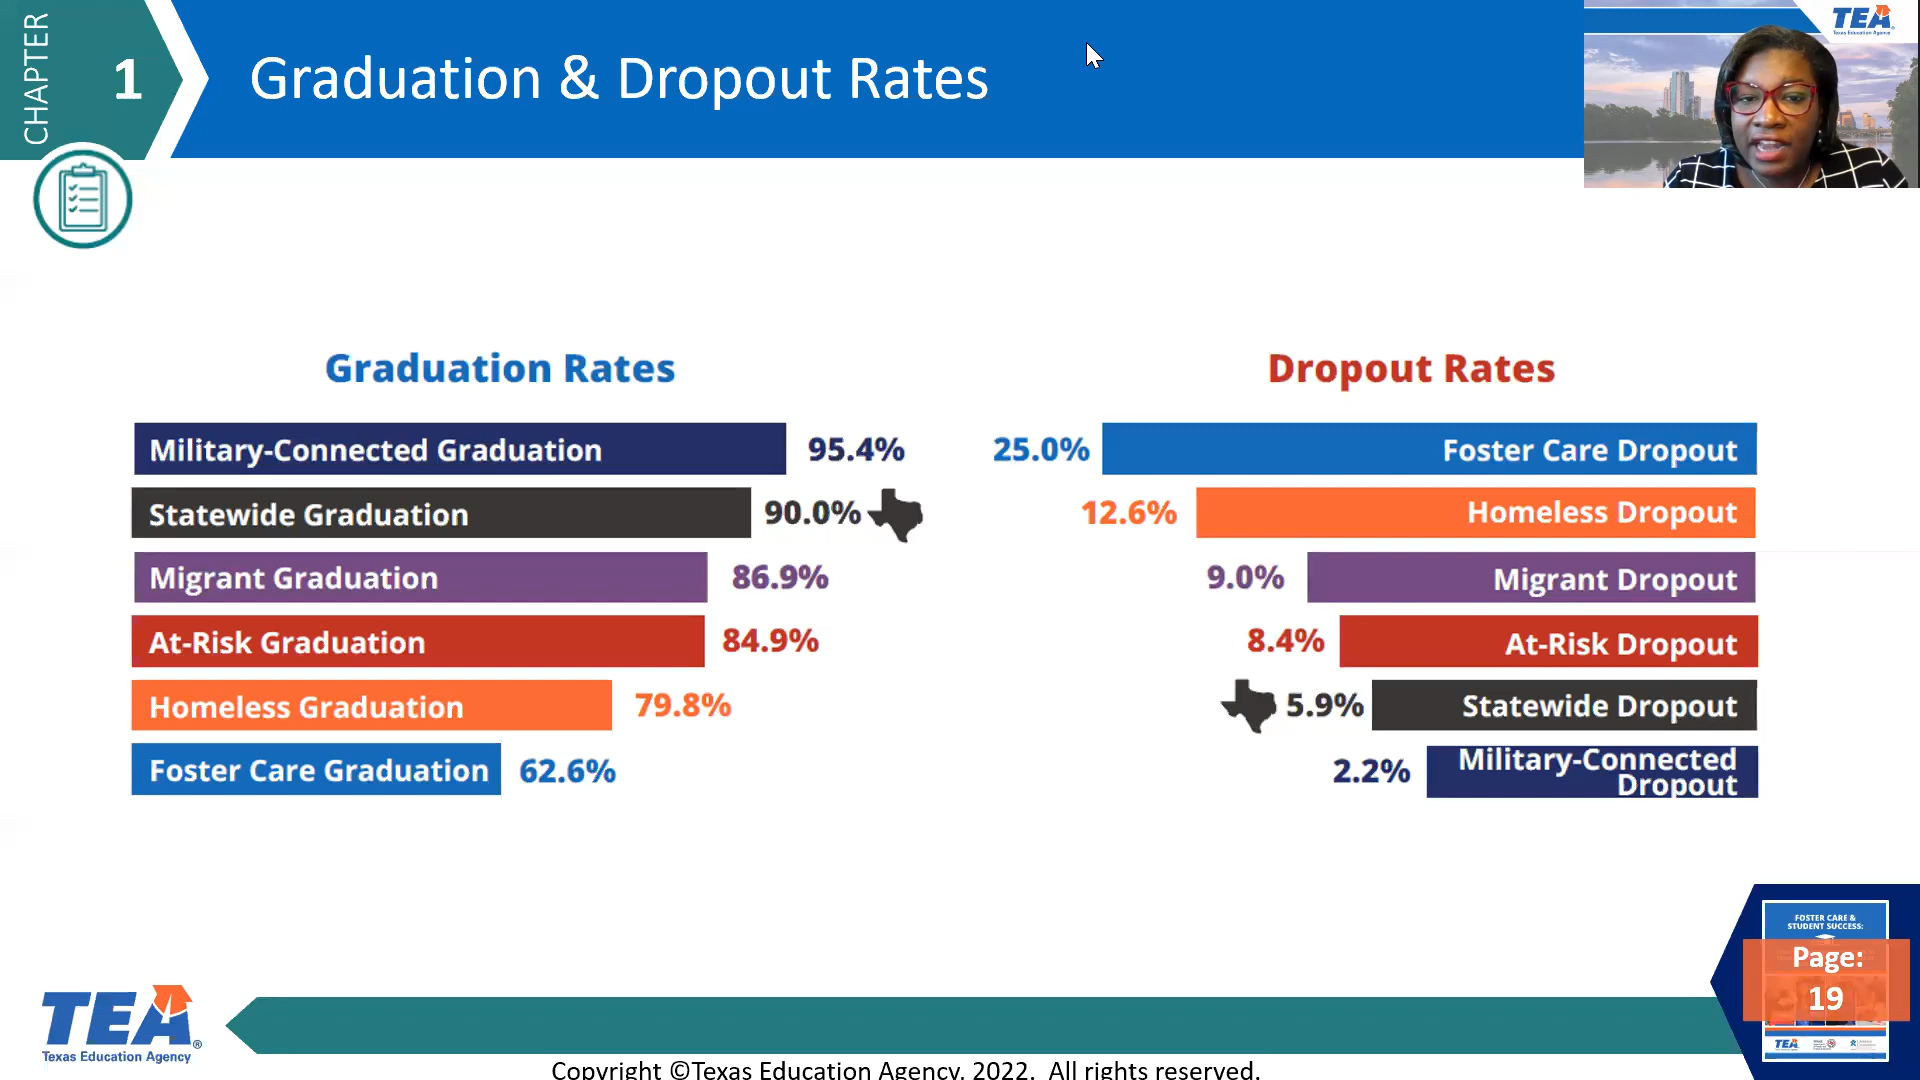 CHAPTER
1
Graduation & Dropout Rates
TEA
Texas Education Agency
Graduation Rates
Military-Connected Graduation 95.4%
Statewide Graduation 90.0%
Migrant Graduation 86.9%
At-Risk Graduation 84.9%
Homeless Graduation 79.8%
Foster Care Graduation 62.6%
Dropout Rates
25.0% Foster Care Dropout
12.6% Homeless Dropout
9.0% Migrant Dropout
8.4% At-Risk Dropout
5.9% Statewide Dropout
2.2% Military-Connected
Dropout
FOSTER CARE &
STUDENT SUCCESS:
Page:
19
TEA
TEA®
Texas Education Agency
Copyright ©Texas Education Agency, 2022. All rights reserved.